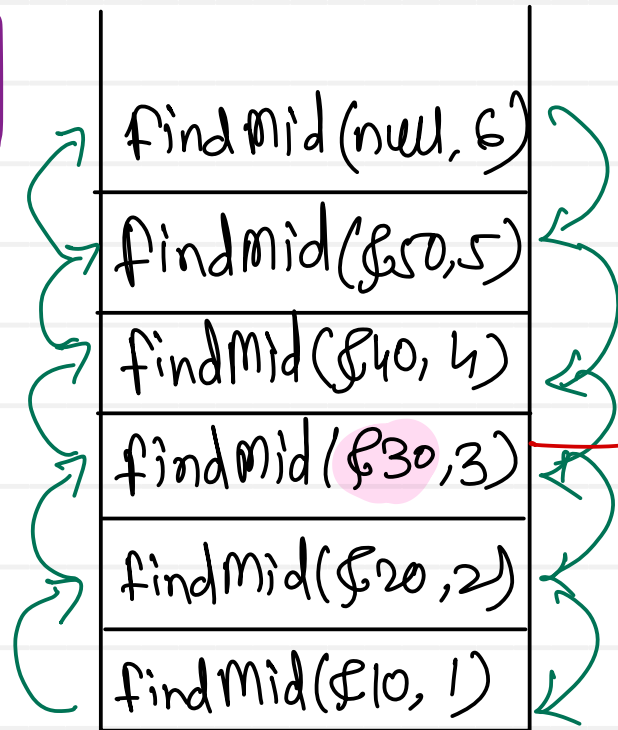 findMid(null, 6)
findMid(&50,5)
findMid(&40, 4)
findMid(&30,3)
findMid(&20,2)
findMid(&10, 1)